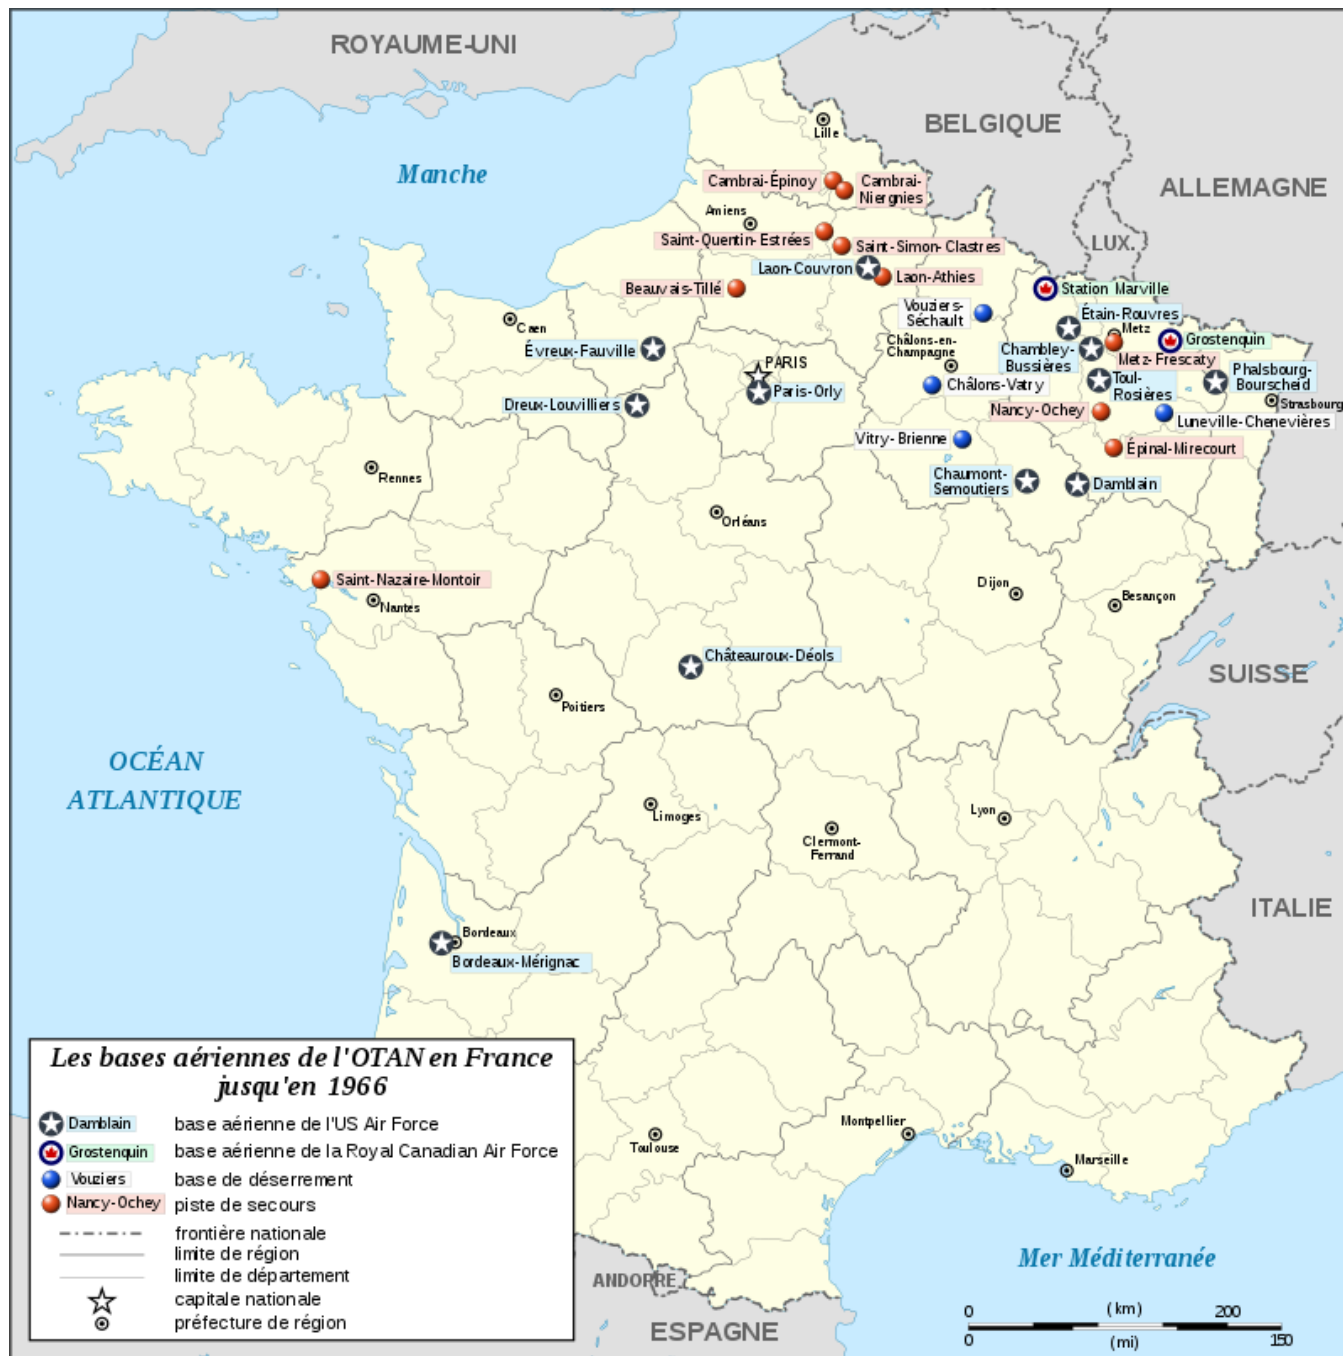 ROYAUME-UNI
BELGIQUE
Lille
Manche
Cambrai-Épinoy
Cambrai-
Niergnies
ALLEMAGNE
Amiens
Saint-Quentin-Estrées
Saint-Simon-Clastres
LUX.
Laon-Couvron
Laon-Athies
Beauvais-Tillé
Station Marville
Vouziers-
Séchault
Étain-Rouvres
Caen
Metz
Évreux-Fauville
Châlons-en-
Champagne
Chambley-
Bussières
Grostenquin
Metz-Frescaty
PARIS
Paris-Orly
Châlons-Vatry
Toul-
Rosières
Phalsbourg-
Bourscheid
Dreux-Louvilliers
Nancy-Ochey
Strasbourg
Luneville-Chenevières
Vitry-Brienne
Épinal-Mirecourt
Rennes
Chaumont-
Semoutiers
Damblain
Orléans
Saint-Nazaire-Montoir
Nantes
Dijon
Besançon
Châteauroux-Déols
SUISSE
Poitiers
OCÉAN
ATLANTIQUE
Limoges
Lyon
Clermont-
Ferrand
ITALIE
Bordeaux
Bordeaux-Mérignac
Les bases aériennes de l'OTAN en France
jusqu'en 1966
Damblain base aérienne de l'US Air Force
Grostenquin base aérienne de la Royal Canadian Air Force
Vouziers base de déserrement
Nancy-Ochey piste de secours
frontière nationale
limite de région
limite de département
capitale nationale
préfecture de région
Montpellier
Toulouse
Marseille
Mer Méditerranée
ANDORRE
ESPAGNE
0 (km) 200
0 (mi) 150